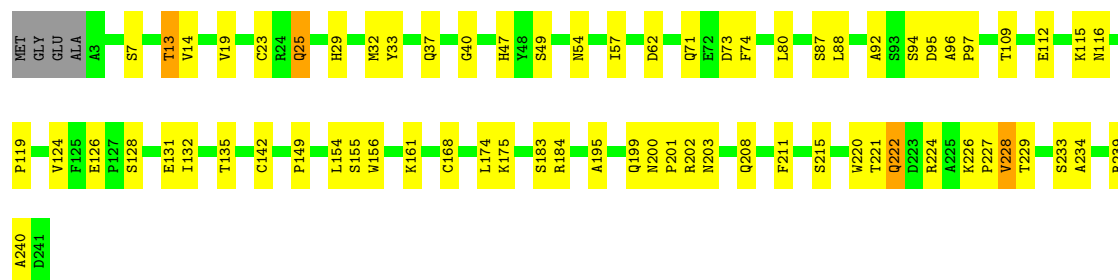 MET GLY GLU ALA A3 S7 T13 V14 V19 C23 R24 Q25 H29 M32 Y33 Q37 G40 H47 Y48 S49 N54 I57 D62 Q71 E72 D73 F74 L80 S87 L88 A92 S93 S94 D95 A96 P97 T109 E112 K115 N116
P119 V124 F125 E126 P127 S128 E131 I132 T135 C142 P149 L154 S155 W156 K161 C168 L174 K175 S183 R184 A195 Q199 N200 P201 R202 N203 Q208 F211 S215 W220 T221 Q222 D223 R224 A225 K226 P227 V228 T229 S233 A234
A240 D241